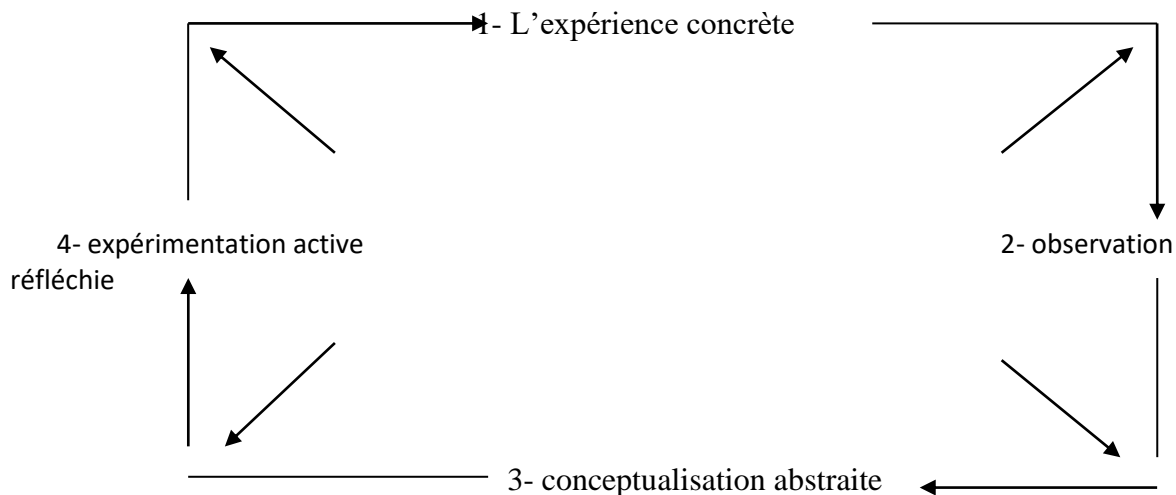 1- L’expérience concrète
4- expérimentation active 2- observation
réfléchie
3- conceptualisation abstraite